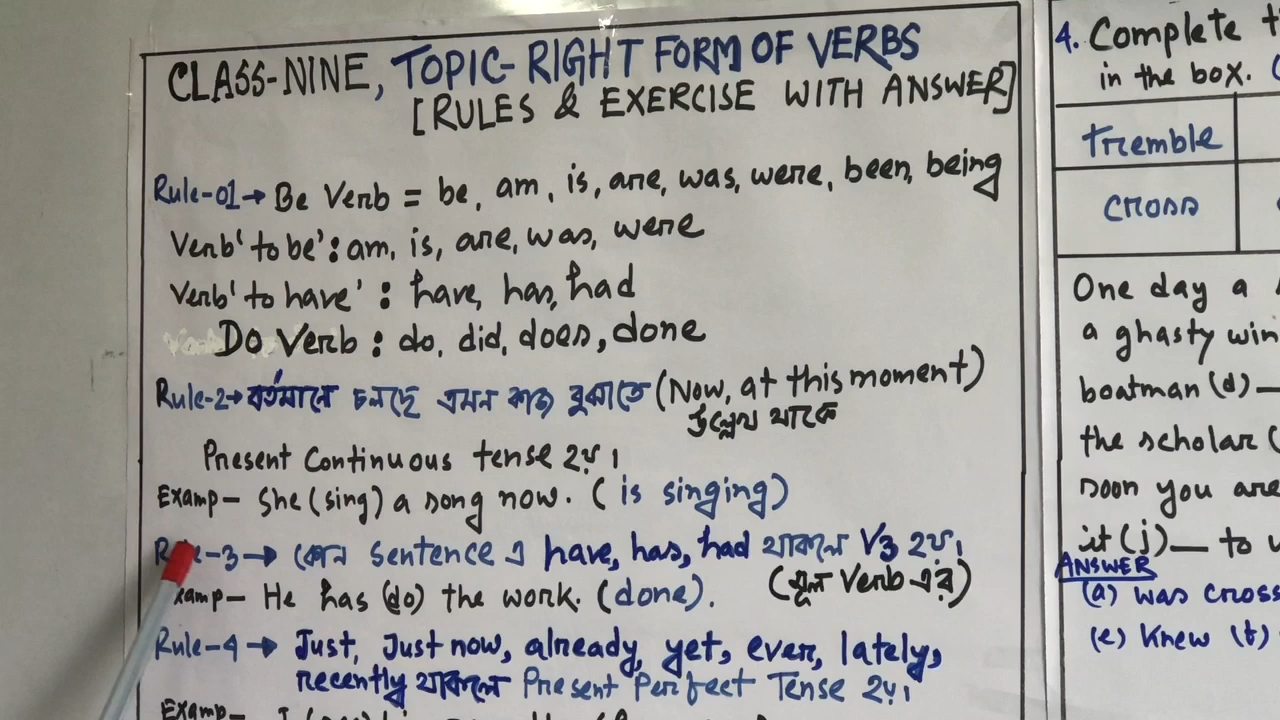 CLASS-NINE, TOPIC- RIGHT FORM OF VERBS
[RULES & EXERCISE WITH ANSWER]
Rule-01→ Be Verb = be, am, is, are, was, were, been, being
Verb 'to be' : am, is, are, was, were
Verb 'to have' : have, has, had
Do Verb : do, did, does, done
Rule-2→ বর্তমানে চলছে এমন কাজ বুঝাতে (Now, at this moment)
উল্লেখ থাকে
Present Continuous tense হয়।
Examp- She (sing) a song now. ( is singing)
Rule-3→ কোন sentence এ have, has, had থাকলে V3 হয়।
(মূল Verb এর)
Examp- He has (do) the work. (done).
Rule-4→ Just, Just now, already, yet, ever, lately,
recently থাকলে Present Perfect Tense হয়।
Examp-
4. Complete
in the box.
tremble
cross
One day a
a ghasty
boatman (d)
the scholar
soon you are
it (j) to
ANSWER
(a) was
(e) Knew